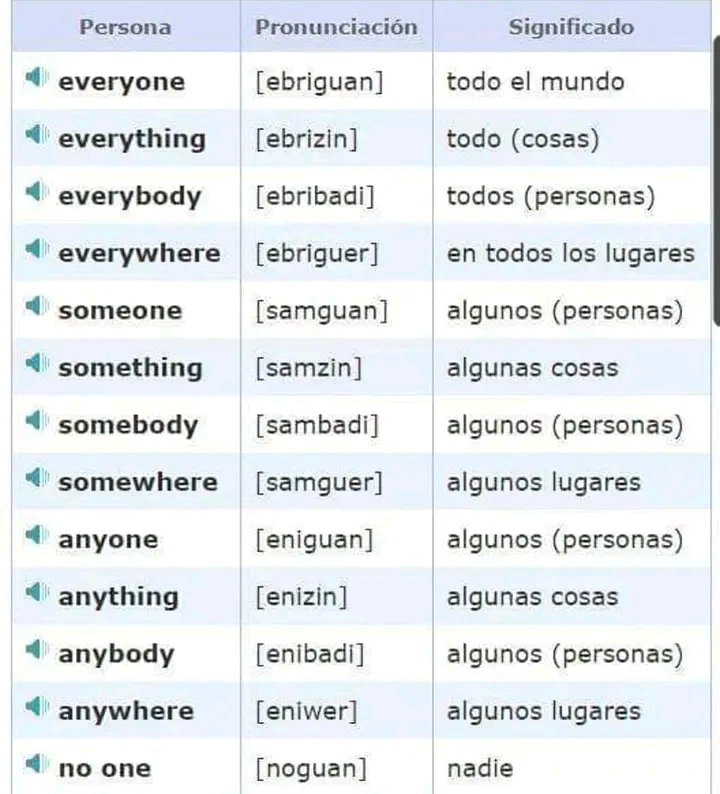 Persona Pronunciación Significado
everyone [ebriguan] todo el mundo
everything [ebrizin] todo (cosas)
everybody [ebribadi] todos (personas)
everywhere [ebriguer] en todos los lugares
someone [samguan] algunos (personas)
something [samzin] algunas cosas
somebody [sambadi] algunos (personas)
somewhere [samguer] algunos lugares
anyone [eniguan] algunos (personas)
anything [enizin] algunas cosas
anybody [enibadi] algunos (personas)
anywhere [eniwer] algunos lugares
no one [noguan] nadie